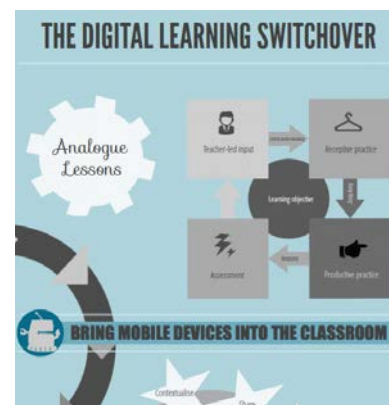 THE DIGITAL LEARNING SWITCHOVER
Analogue
Lessons
Teacher-led input
Receptive practice
Learning objective
Assessment
Productive practice
BRING MOBILE DEVICES INTO THE CLASSROOM
Contextualise